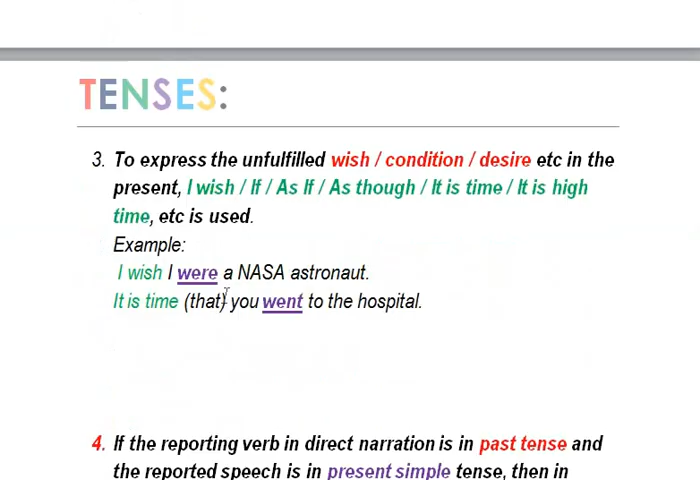 TENSES:
3. To express the unfulfilled wish / condition / desire etc in the
present, I wish / If / As If / As though / It is time / It is high
time, etc is used.
Example:
I wish I were a NASA astronaut.
It is time (that) you went to the hospital.
4. If the reporting verb in direct narration is in past tense and
the reported speech is in present simple tense, then in